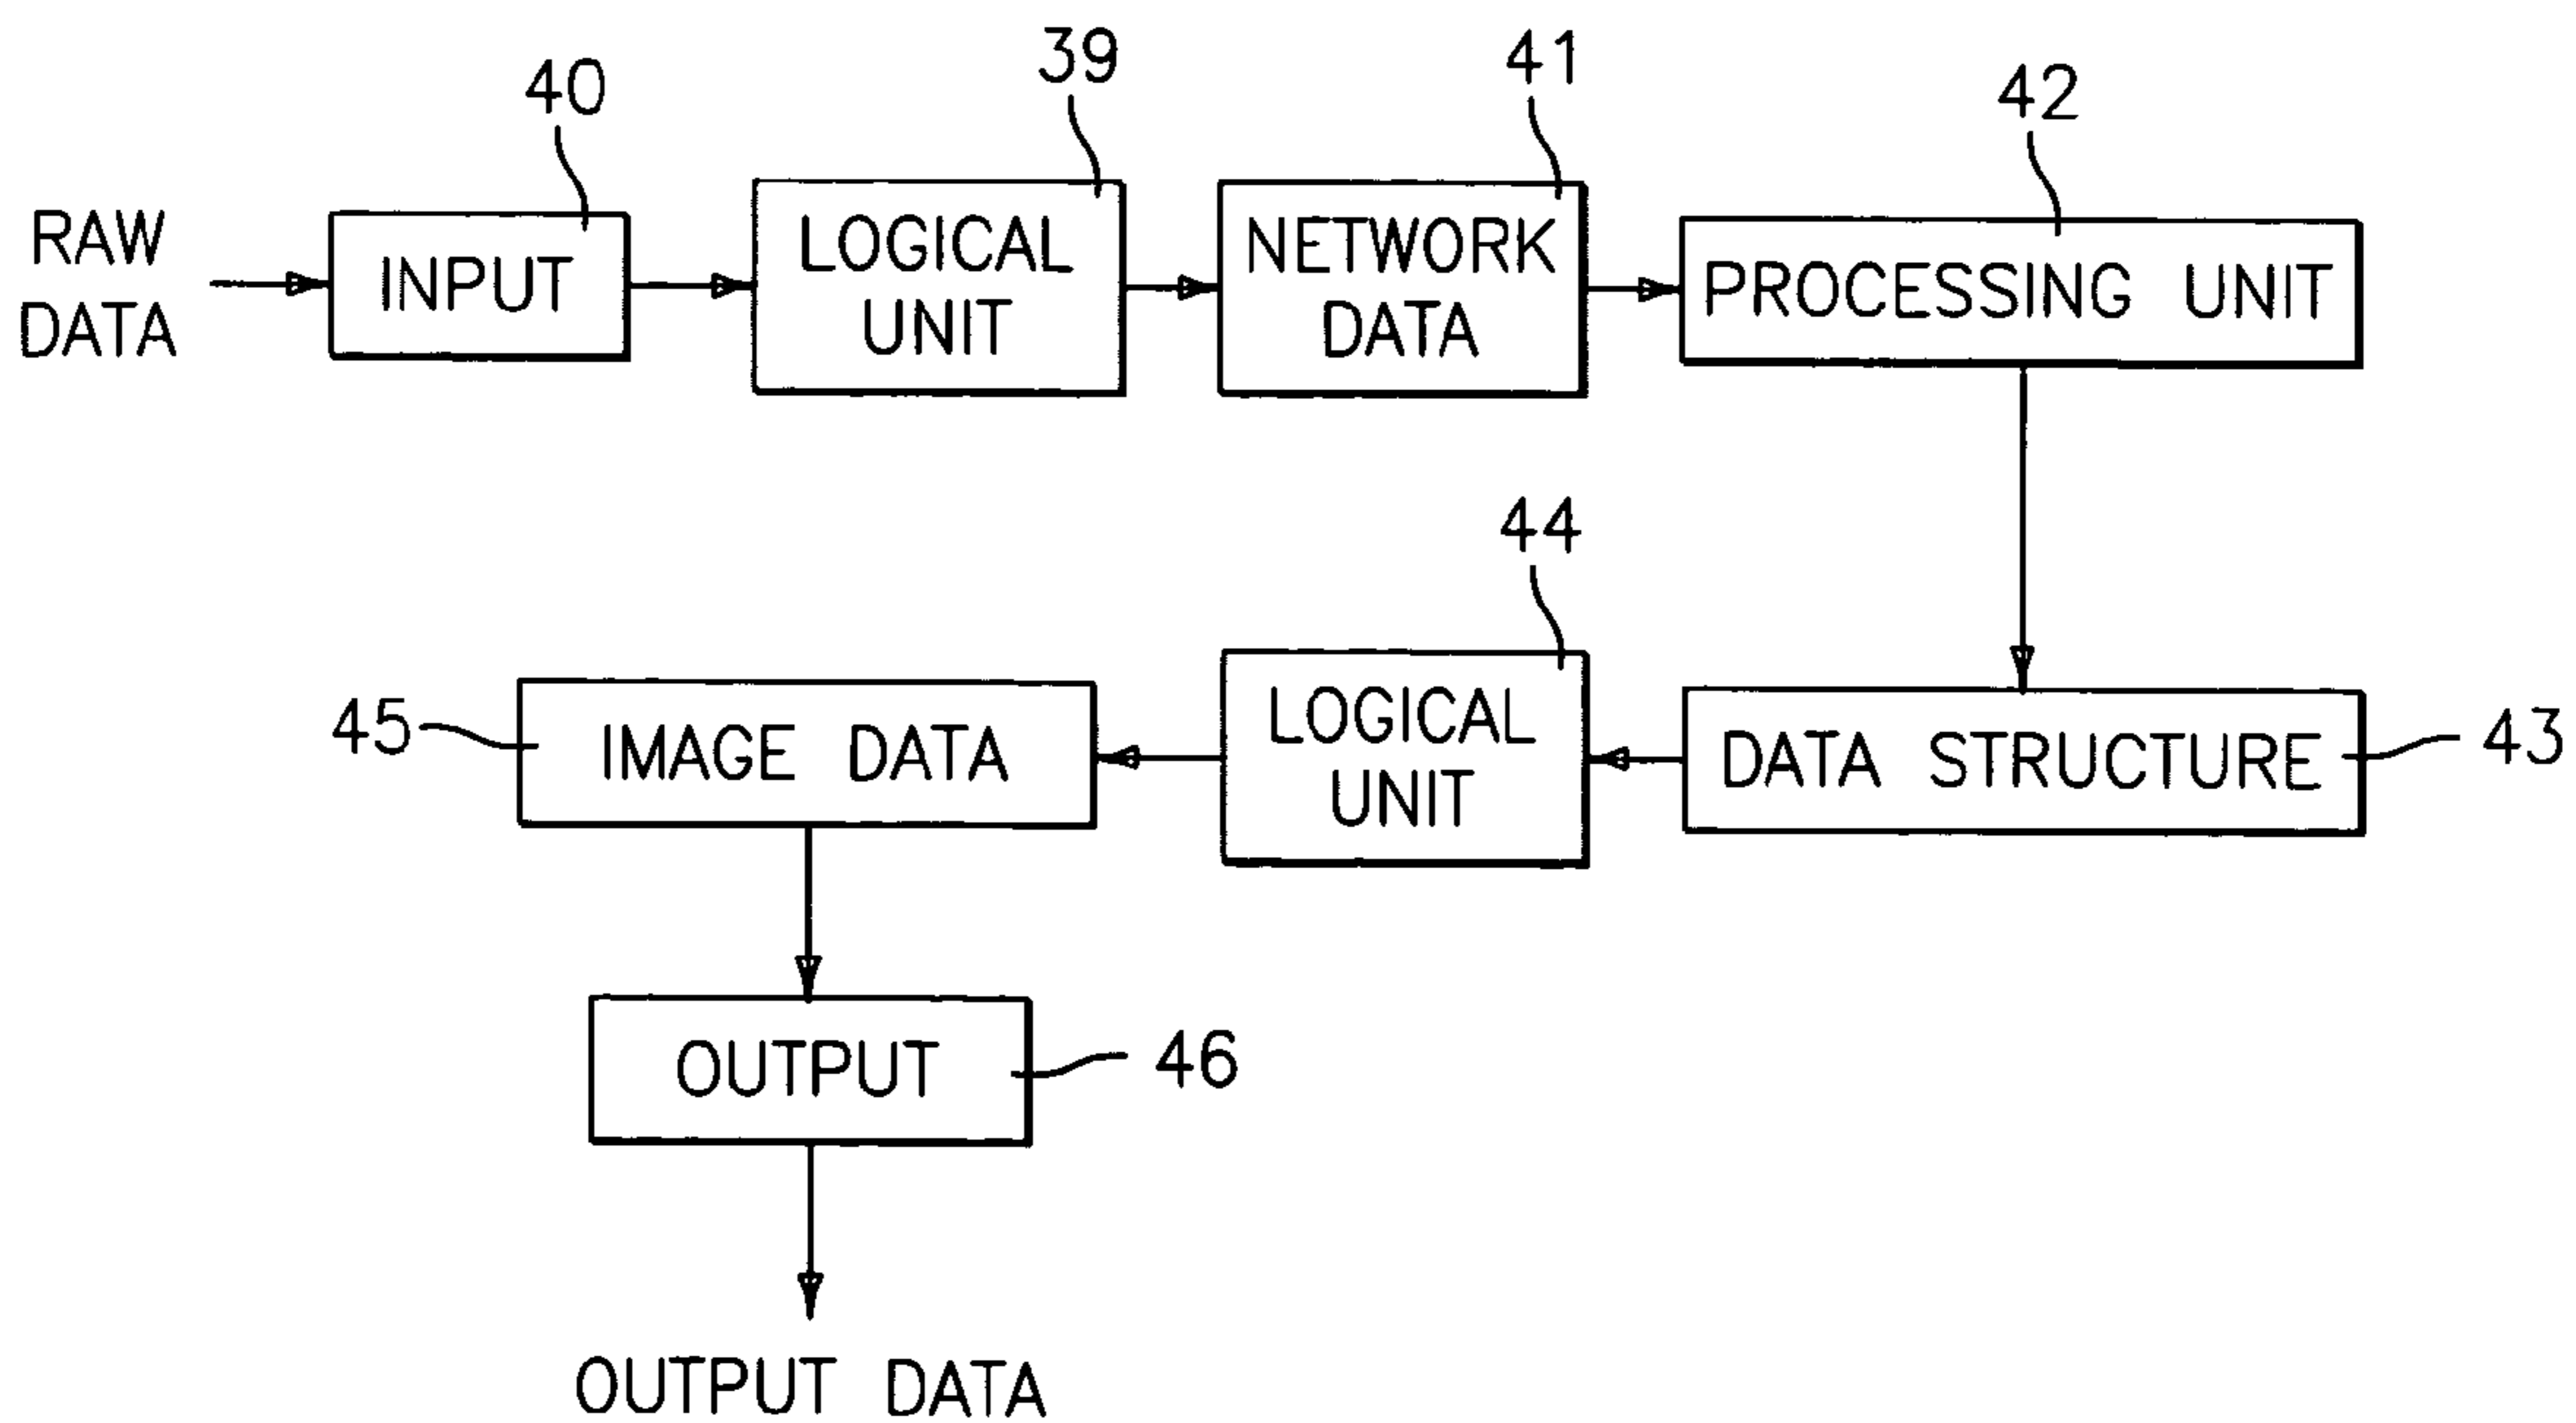 40
39
41
42
RAW
DATA
INPUT
LOGICAL
UNIT
NETWORK
DATA
PROCESSING UNIT
44
45
IMAGE DATA
LOGICAL
UNIT
DATA STRUCTURE
43
OUTPUT
46
OUTPUT DATA